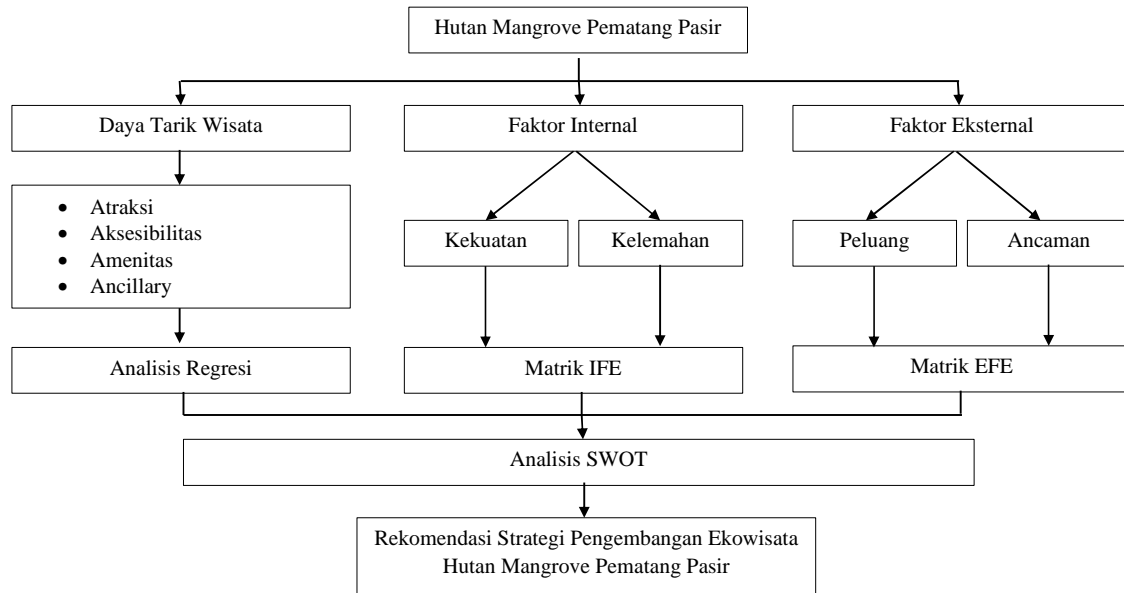 Hutan Mangrove Pematang Pasir
Daya Tarik Wisata
Faktor Internal
Faktor Eksternal
• Atraksi
• Aksesibilitas
• Amenitas
• Ancillary
Kekuatan
Kelemahan
Peluang
Ancaman
Analisis Regresi
Matrik IFE
Matrik EFE
Analisis SWOT
Rekomendasi Strategi Pengembangan Ekowisata
Hutan Mangrove Pematang Pasir